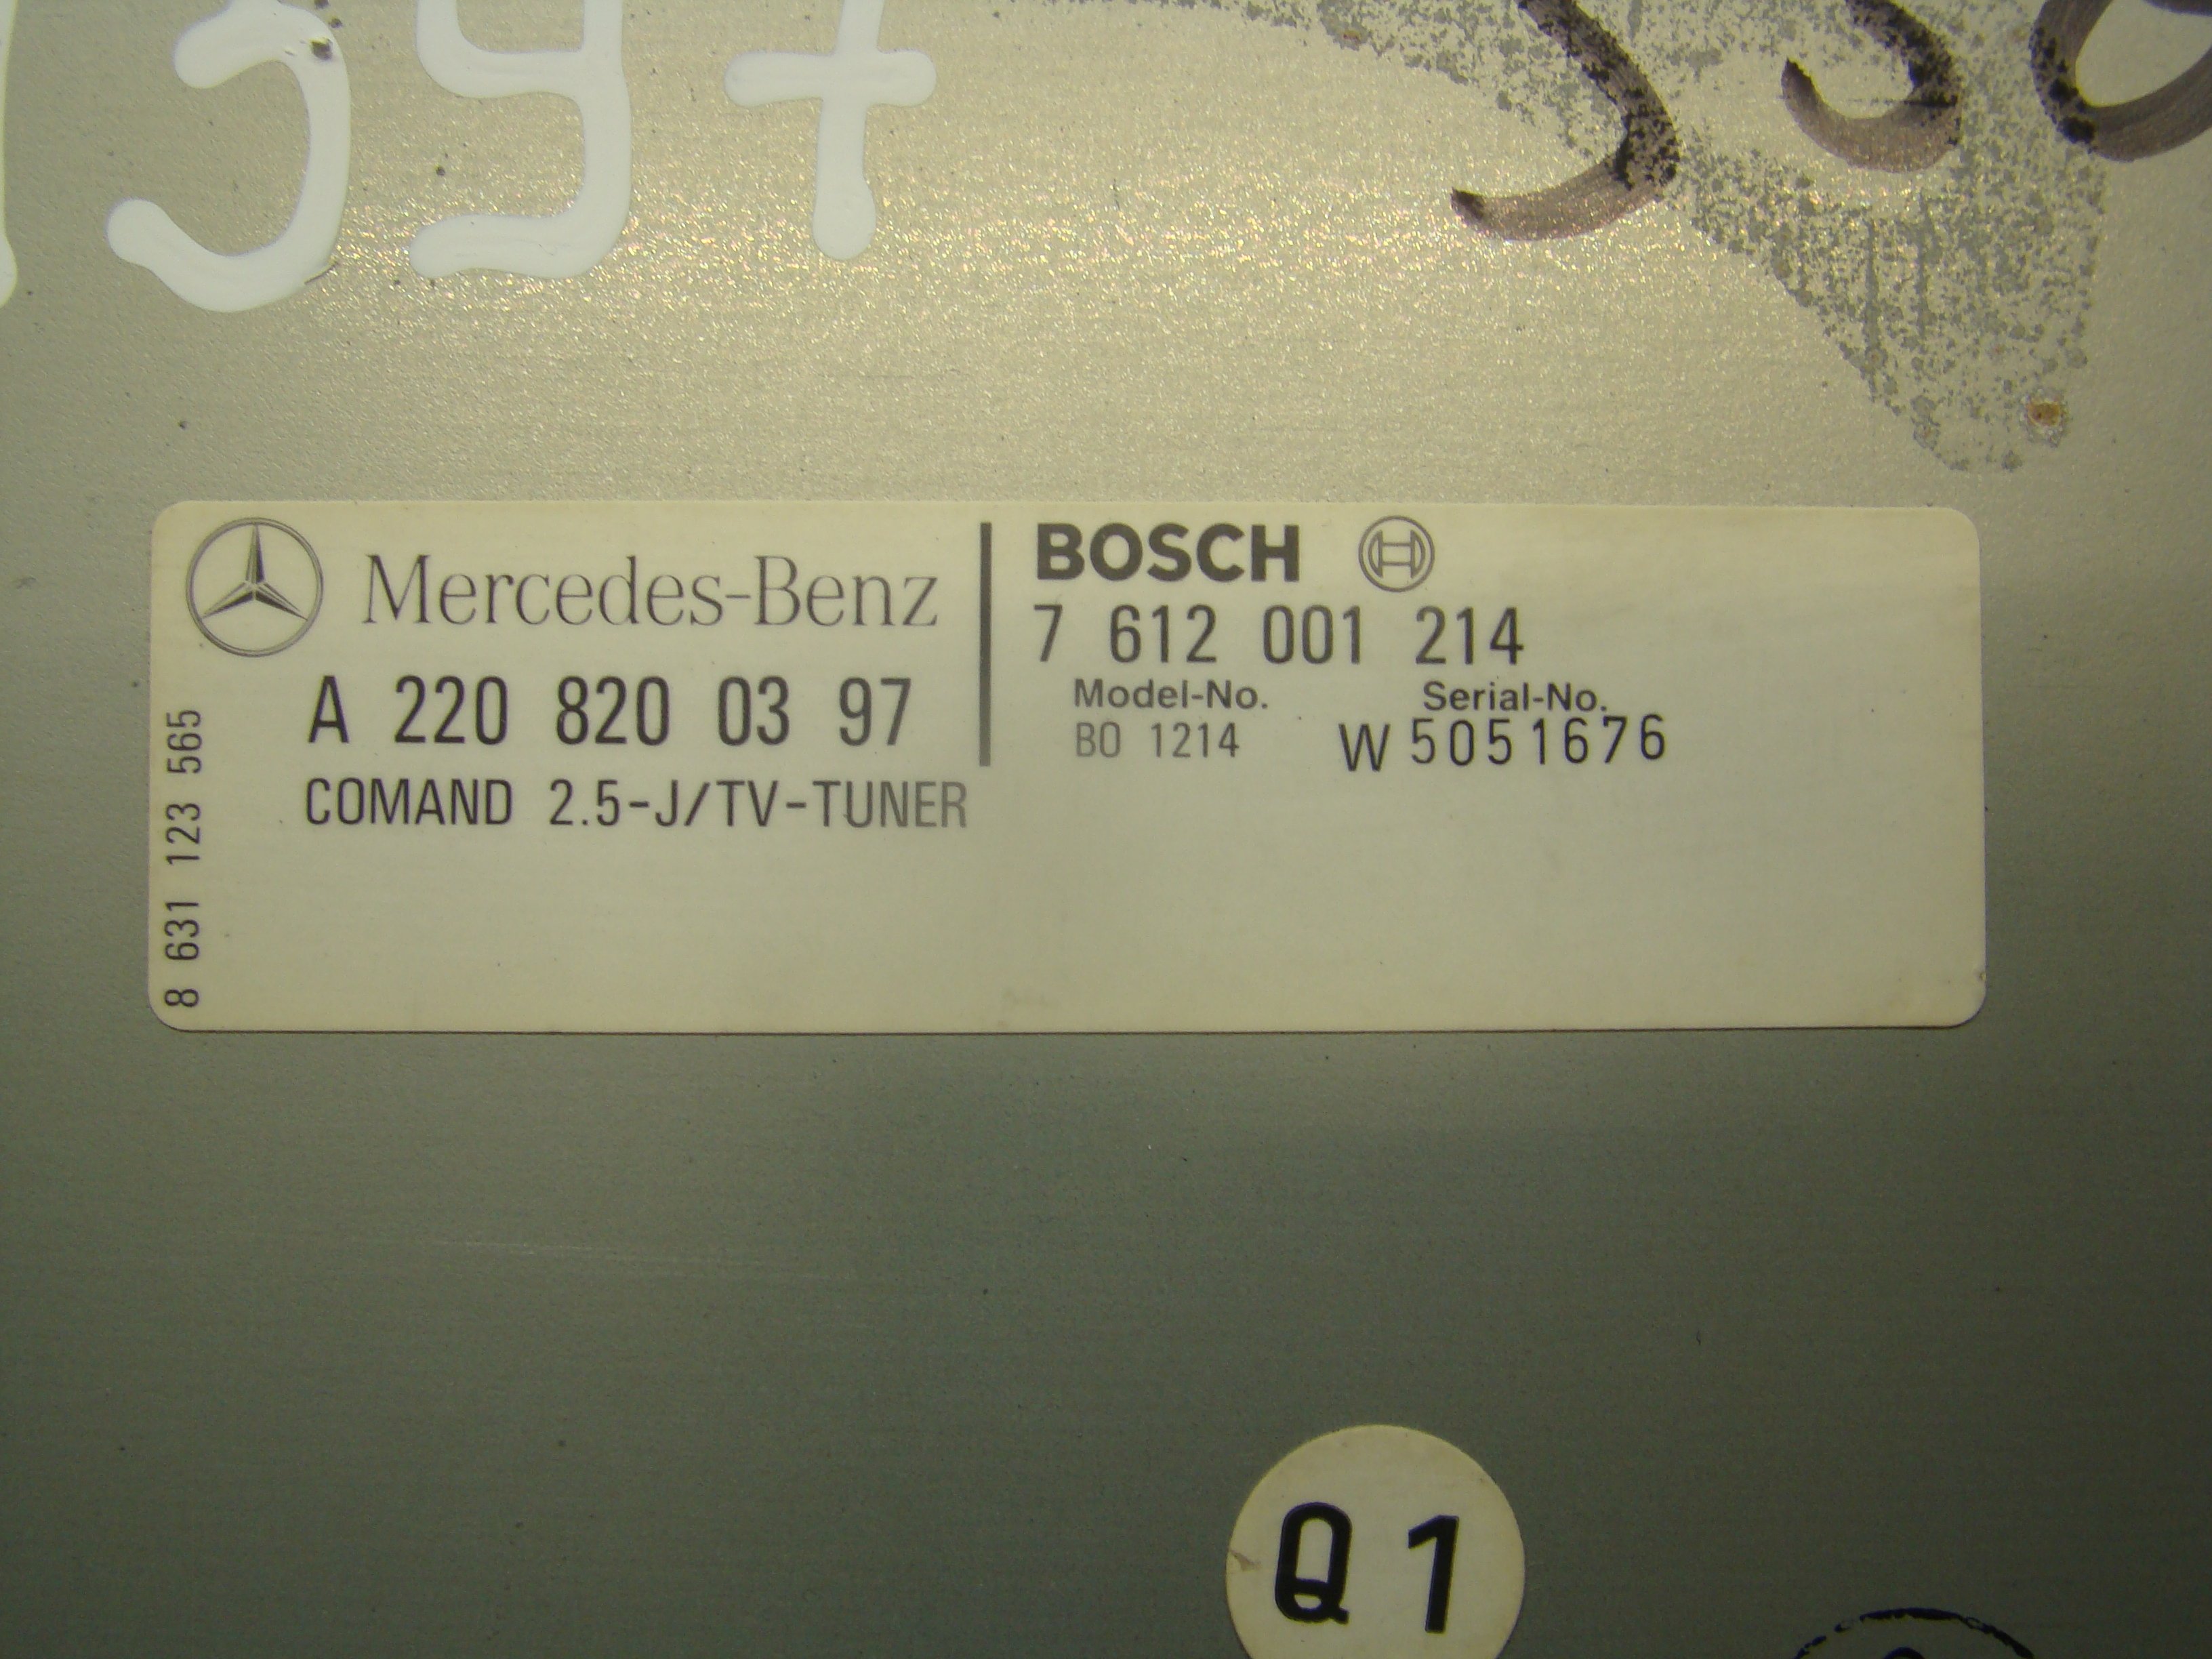 397
Mercedes-Benz
A 220 820 03 97
COMAND 2.5-J/TV-TUNER
8 631 123 565
BOSCH
7 612 001 214
Model-No. Serial-No.
BO 1214 W 5051676
Q1